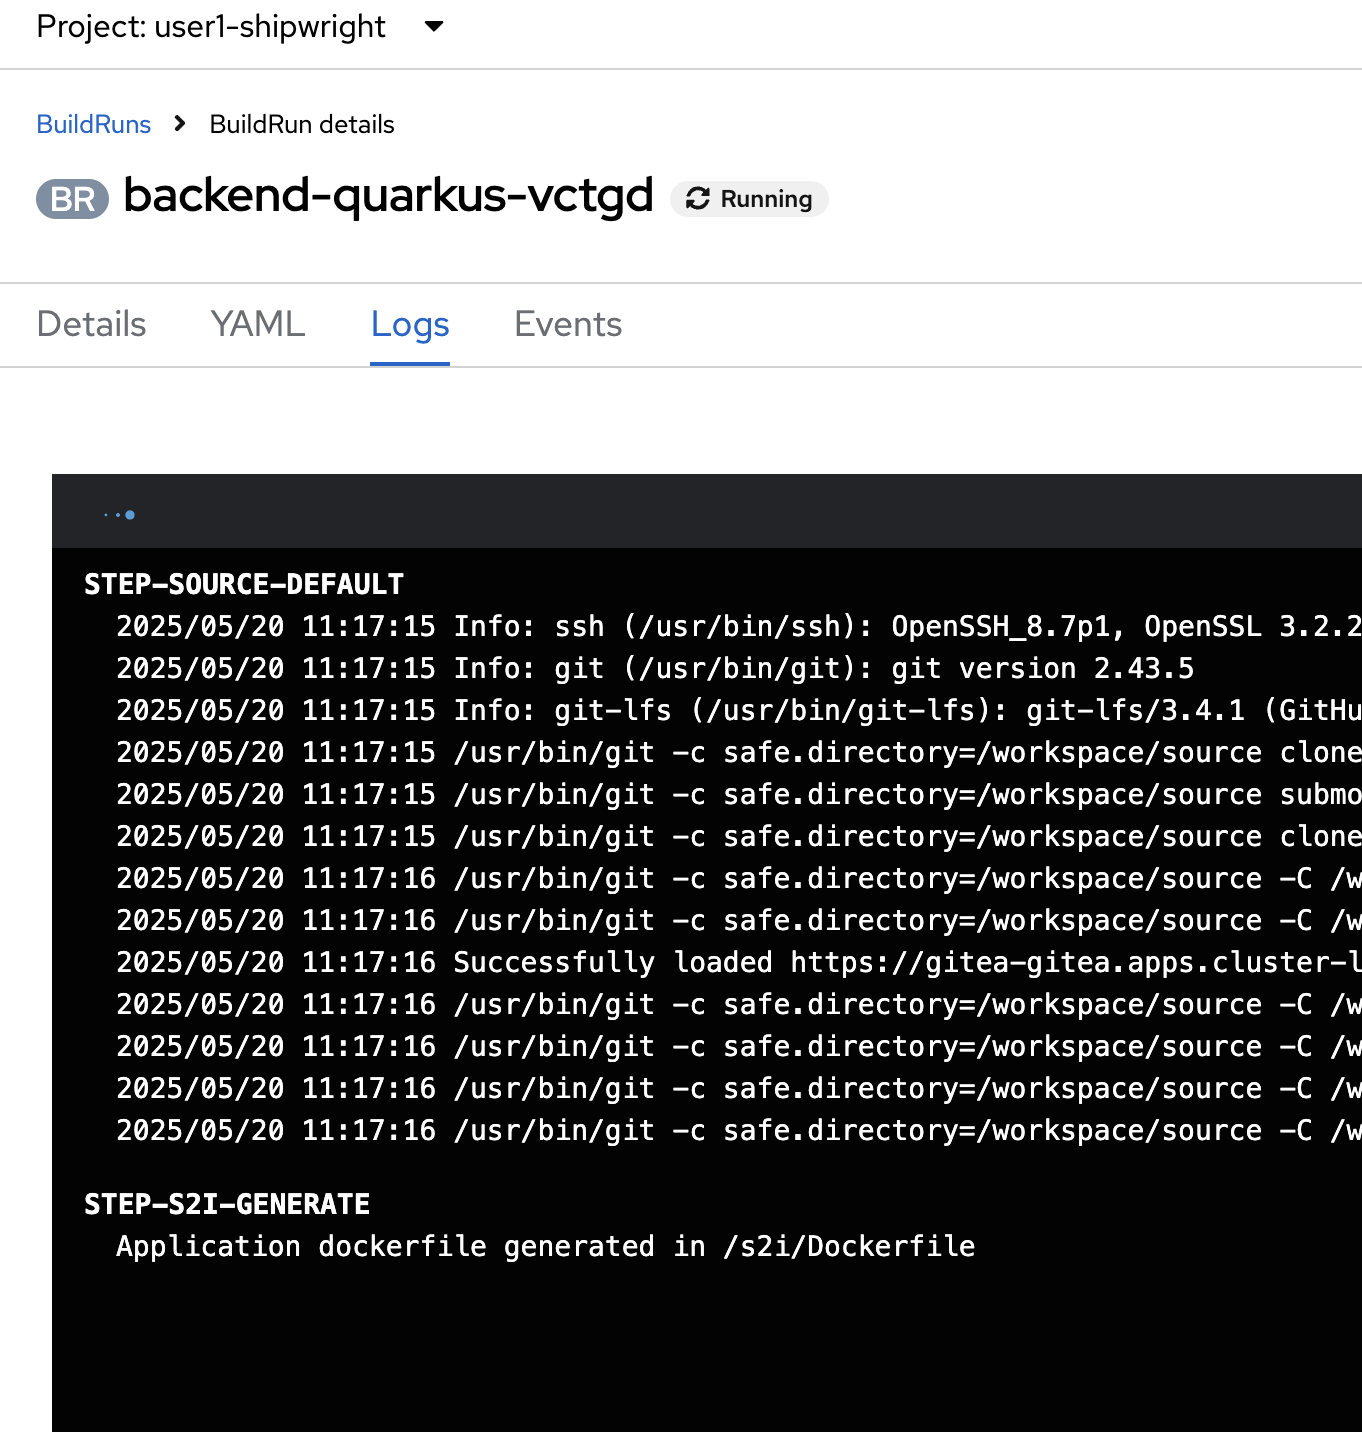 Project: user1-shipwright
BuildRuns > BuildRun details
BR backend-quarkus-vctgd Running
Details YAML Logs Events
STEP-SOURCE-DEFAULT
2025/05/20 11:17:15 Info: ssh (/usr/bin/ssh): OpenSSH_8.7p1, OpenSSL 3.2.2
2025/05/20 11:17:15 Info: git (/usr/bin/git): git version 2.43.5
2025/05/20 11:17:15 Info: git-lfs (/usr/bin/git-lfs): git-lfs/3.4.1 (GitHu
2025/05/20 11:17:15 /usr/bin/git -c safe.directory=/workspace/source clone
2025/05/20 11:17:15 /usr/bin/git -c safe.directory=/workspace/source submo
2025/05/20 11:17:15 /usr/bin/git -c safe.directory=/workspace/source clone
2025/05/20 11:17:16 /usr/bin/git -c safe.directory=/workspace/source -C /w
2025/05/20 11:17:16 /usr/bin/git -c safe.directory=/workspace/source -C /w
2025/05/20 11:17:16 Successfully loaded https://gitea-gitea.apps.cluster-l
2025/05/20 11:17:16 /usr/bin/git -c safe.directory=/workspace/source -C /w
2025/05/20 11:17:16 /usr/bin/git -c safe.directory=/workspace/source -C /w
2025/05/20 11:17:16 /usr/bin/git -c safe.directory=/workspace/source -C /w
2025/05/20 11:17:16 /usr/bin/git -c safe.directory=/workspace/source -C /w
STEP-S2I-GENERATE
Application dockerfile generated in /s2i/Dockerfile